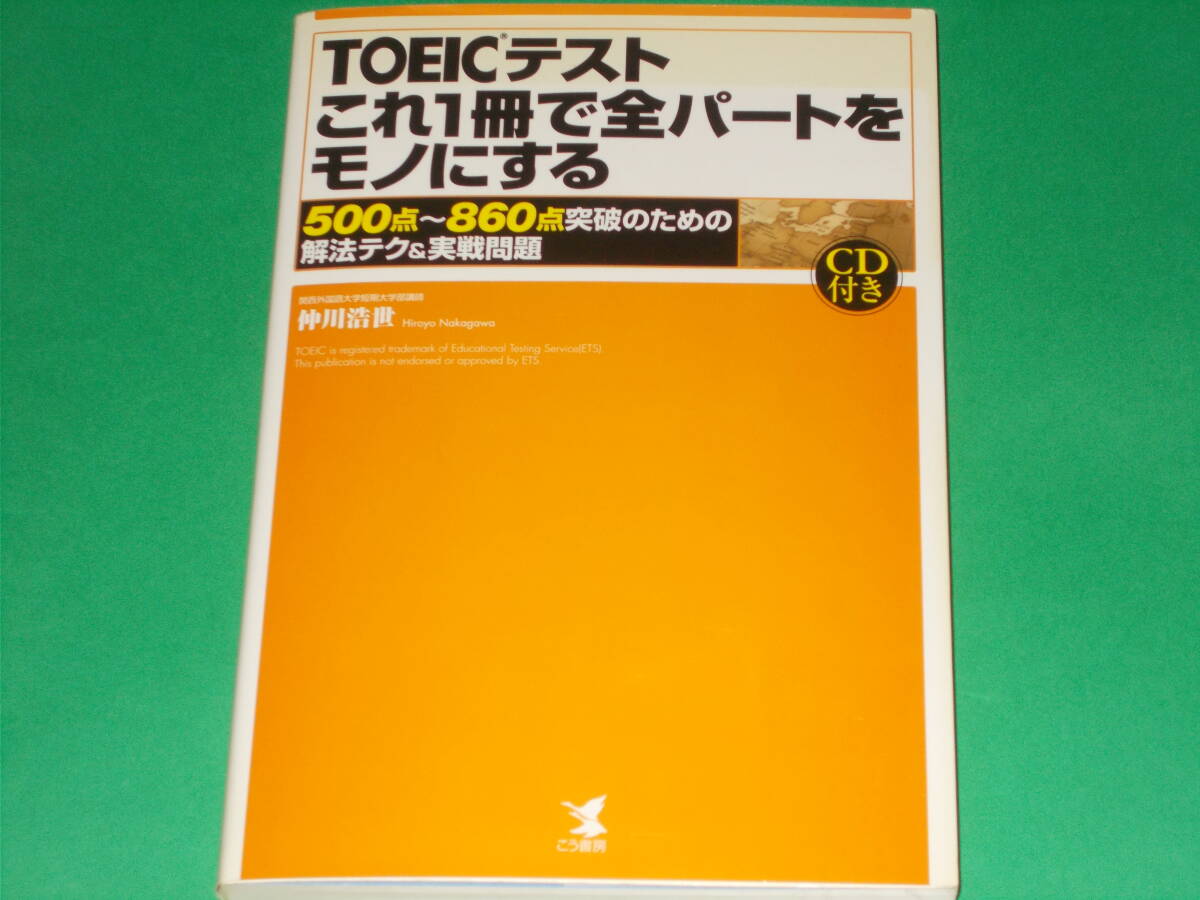 TOEIC®テスト
これ1冊で全パートを
モノにする
500点～860点突破のための
解法テク&実戦問題
CD
付き
関西外国語大学短期大学部講師
仲川浩世 Hiroyo Nakagawa
TOEIC is registered trademark of Educational Testing Service(ETS).
This publication is not endorsed or approved by ETS.
こう書房